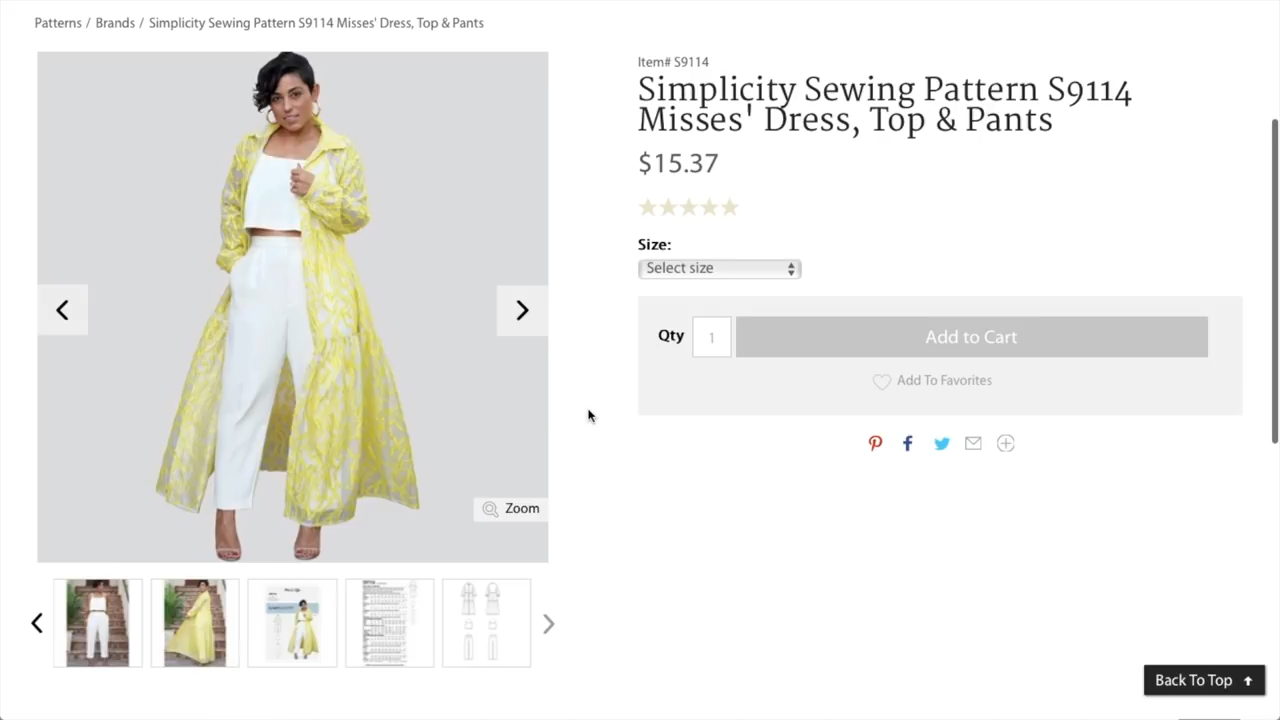 Patterns / Brands / Simplicity Sewing Pattern S9114 Misses' Dress, Top & Pants
Item# S9114
Simplicity Sewing Pattern S9114
Misses' Dress, Top & Pants
$15.37
Size:
Select size
Qty 1 Add to Cart
Add To Favorites
Zoom
Back To Top